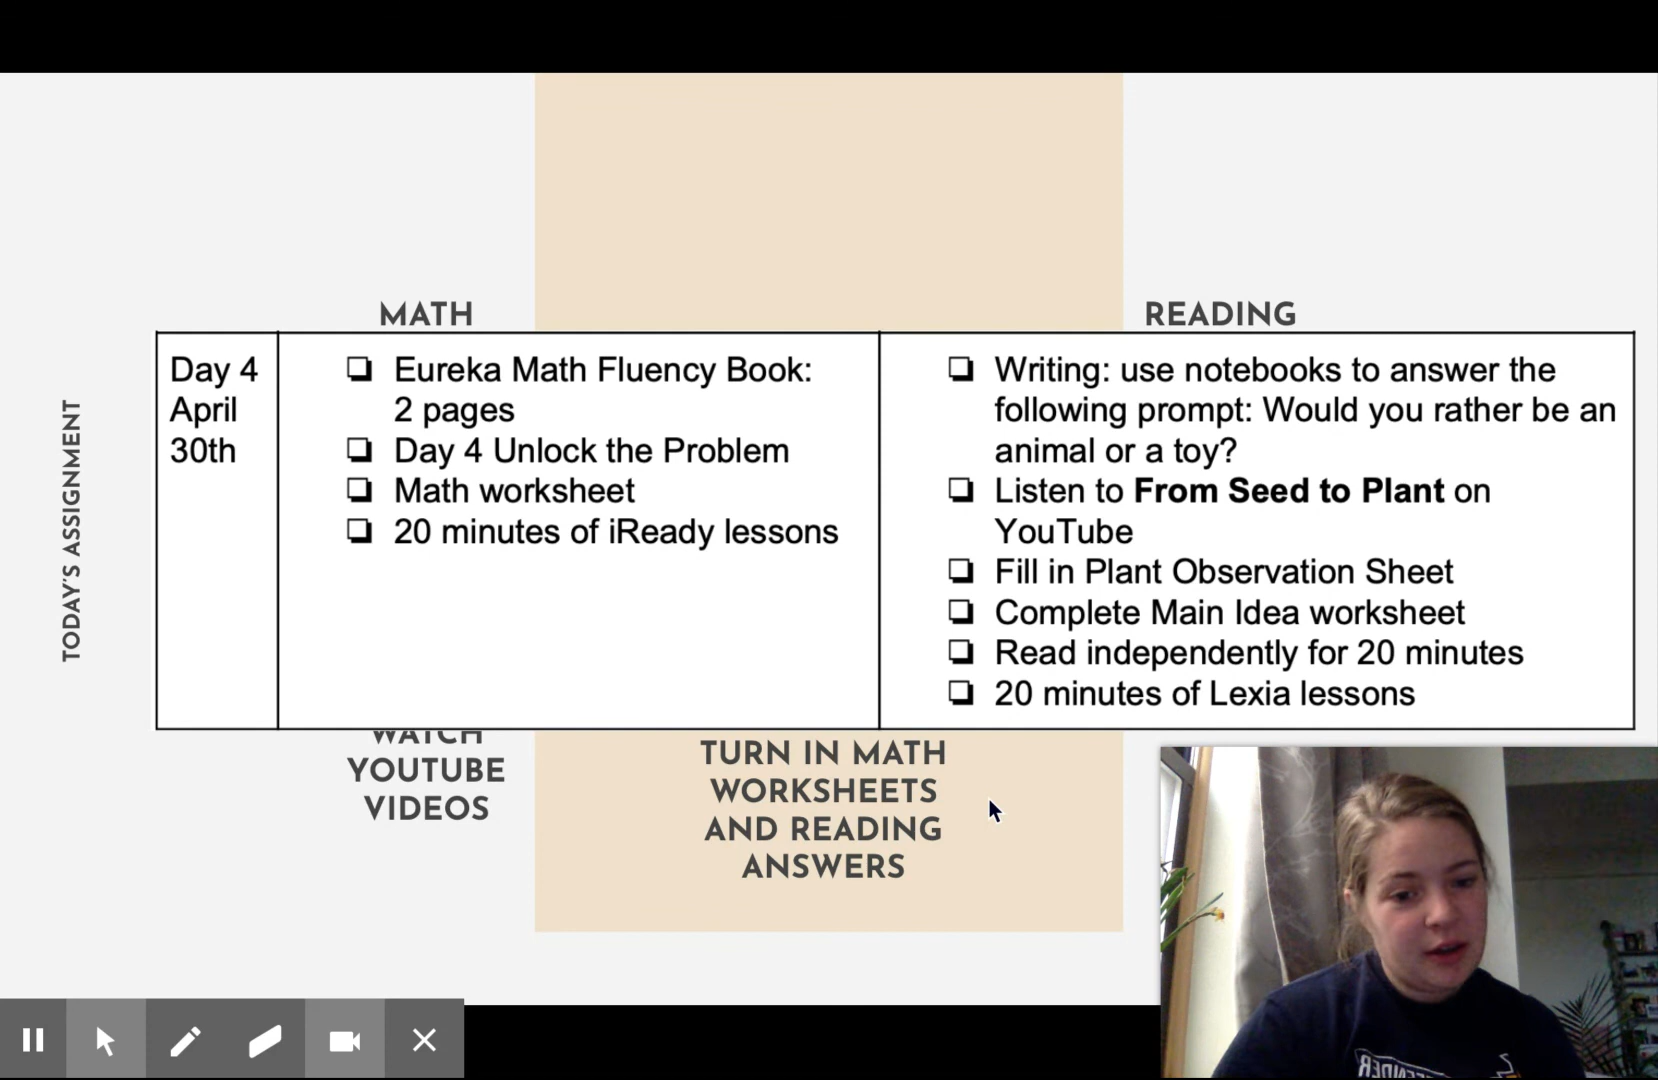 MATH
READING
TODAY'S ASSIGNMENT
Day 4
April
30th
❏ Eureka Math Fluency Book:
2 pages
❏ Day 4 Unlock the Problem
❏ Math worksheet
❏ 20 minutes of iReady lessons
❏ Writing: use notebooks to answer the
following prompt: Would you rather be an
animal or a toy?
❏ Listen to From Seed to Plant on
YouTube
❏ Fill in Plant Observation Sheet
❏ Complete Main Idea worksheet
❏ Read independently for 20 minutes
❏ 20 minutes of Lexia lessons
WATCH
YOUTUBE
VIDEOS
TURN IN MATH
WORKSHEETS
AND READING
ANSWERS